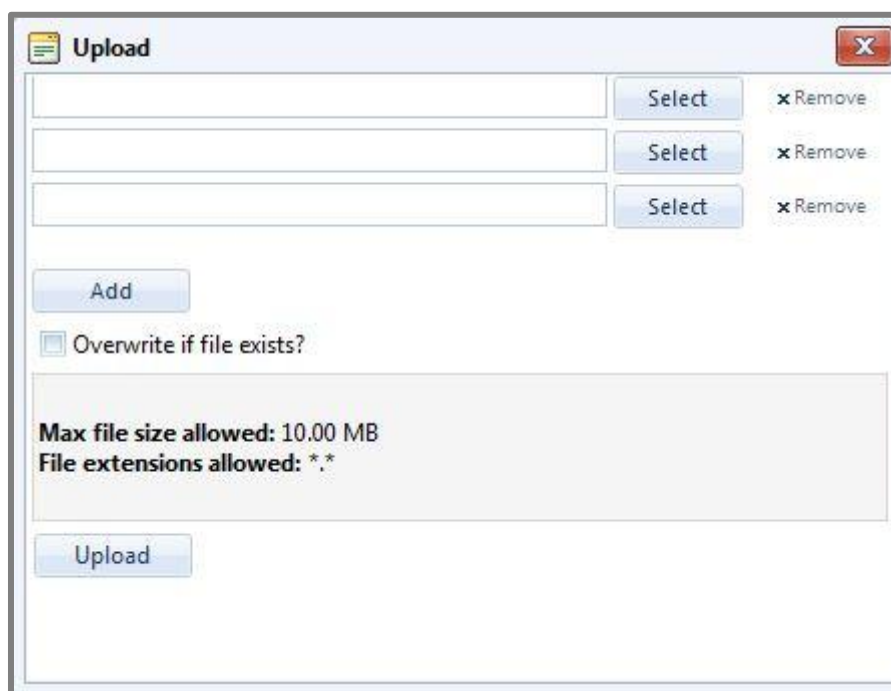 Upload
Select x Remove
Select x Remove
Select x Remove
Add
Overwrite if file exists?
Max file size allowed: 10.00 MB
File extensions allowed: *.*
Upload